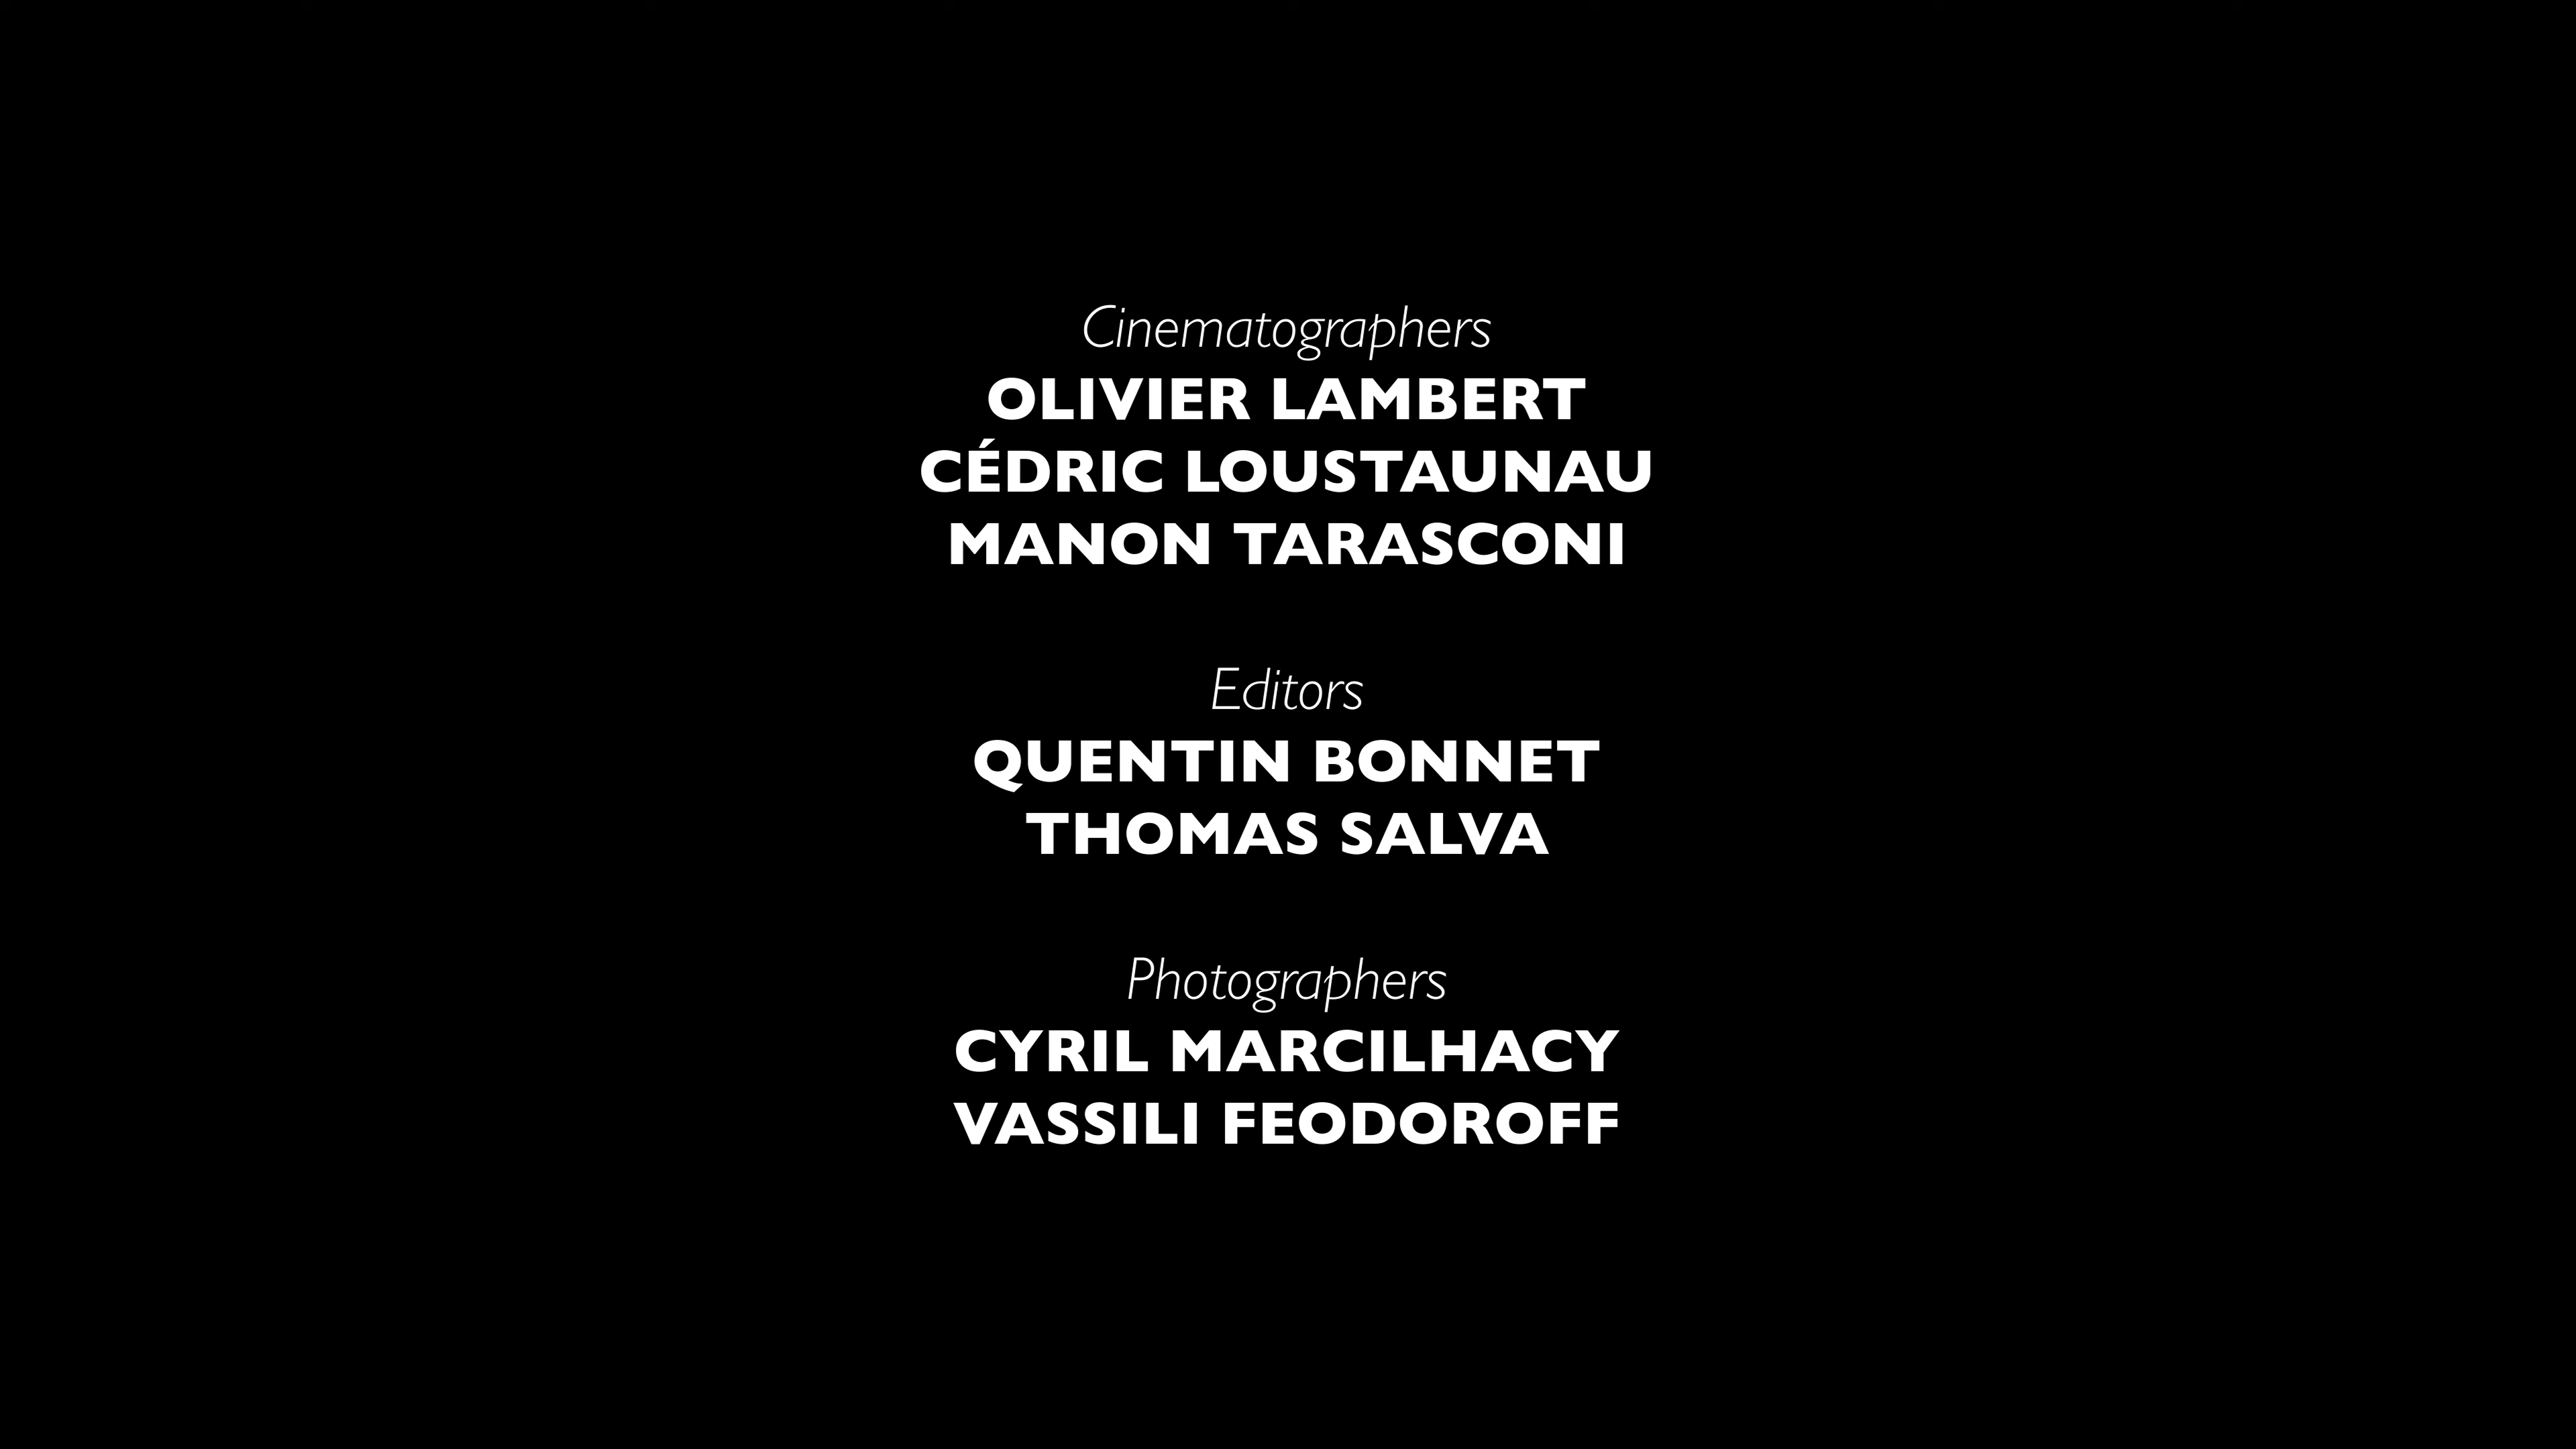 Cinematographers
OLIVIER LAMBERT
CÉDRIC LOUSTAUNAU
MANON TARASCONI
Editors
QUENTIN BONNET
THOMAS SALVA
Photographers
CYRIL MARCILHACY
VASSILI FEODOROFF